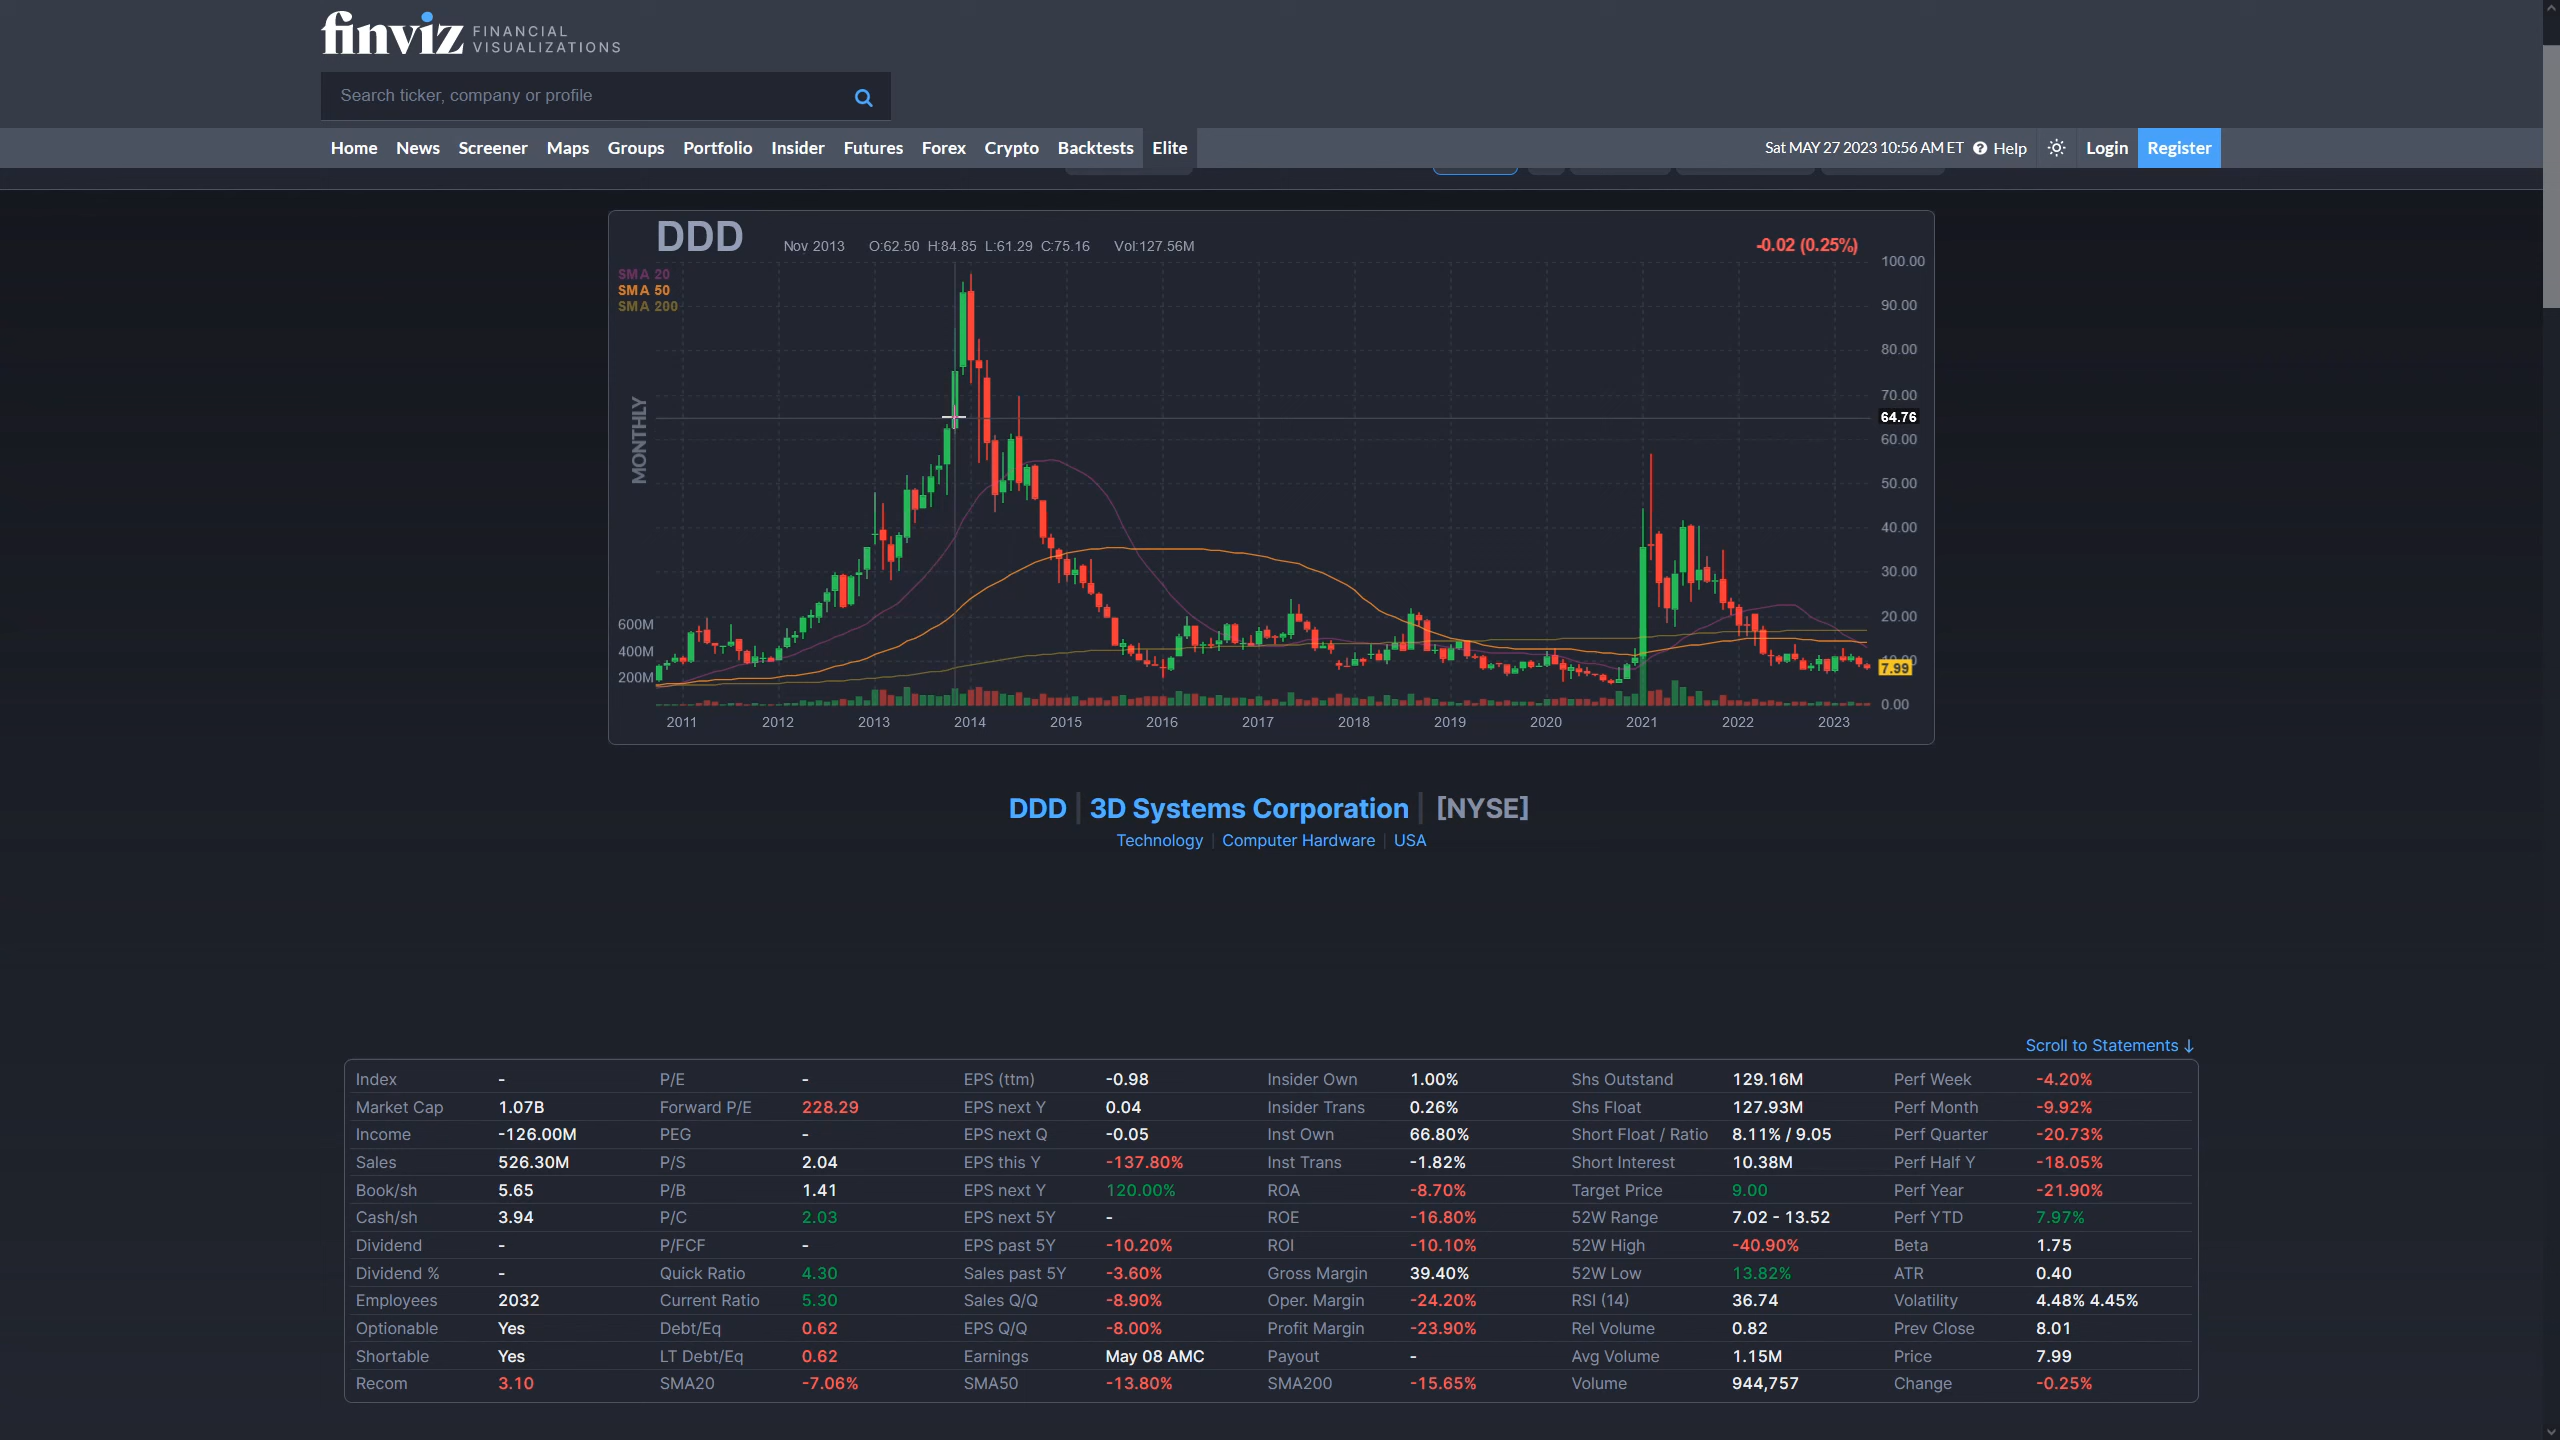 finviz FINANCIAL VISUALIZATIONS
Search ticker, company or profile
Home News Screener Maps Groups Portfolio Insider Futures Forex Crypto Backtests Elite Sat MAY 27 2023 10:56 AM ET Help Login Register
DDD Nov 2013 O:62.50 H:84.85 L:61.29 C:75.16 Vol:127.56M -0.02 (0.25%)
SMA 20
SMA 50
SMA 200
MONTHLY
100.00
90.00
80.00
70.00
64.76
60.00
50.00
40.00
30.00
20.00
10.00
7.99
0.00
600M
400M
200M
2011 2012 2013 2014 2015 2016 2017 2018 2019 2020 2021 2022 2023
DDD | 3D Systems Corporation | [NYSE]
Technology | Computer Hardware | USA
Scroll to Statements ↓
Index - P/E - EPS (ttm) -0.98 Insider Own 1.00% Shs Outstand 129.16M Perf Week -4.20%
Market Cap 1.07B Forward P/E 228.29 EPS next Y 0.04 Insider Trans 0.26% Shs Float 127.93M Perf Month -9.92%
Income -126.00M PEG - EPS next Q -0.05 Inst Own 66.80% Short Float / Ratio 8.11% / 9.05 Perf Quarter -20.73%
Sales 526.30M P/S 2.04 EPS this Y -137.80% Inst Trans -1.82% Short Interest 10.38M Perf Half Y -18.05%
Book/sh 5.65 P/B 1.41 EPS next Y 120.00% ROA -8.70% Target Price 9.00 Perf Year -21.90%
Cash/sh 3.94 P/C 2.03 EPS next 5Y - ROE -16.80% 52W Range 7.02 - 13.52 Perf YTD 7.97%
Dividend - P/FCF - EPS past 5Y -10.20% ROI -10.10% 52W High -40.90% Beta 1.75
Dividend % - Quick Ratio 4.30 Sales past 5Y -3.60% Gross Margin 39.40% 52W Low 13.82% ATR 0.40
Employees 2032 Current Ratio 5.30 Sales Q/Q -8.90% Oper. Margin -24.20% RSI (14) 36.74 Volatility 4.48% 4.45%
Optionable Yes Debt/Eq 0.62 EPS Q/Q -8.00% Profit Margin -23.90% Rel Volume 0.82 Prev Close 8.01
Shortable Yes LT Debt/Eq 0.62 Earnings May 08 AMC Payout - Avg Volume 1.15M Price 7.99
Recom 3.10 SMA20 -7.06% SMA50 -13.80% SMA200 -15.65% Volume 944,757 Change -0.25%